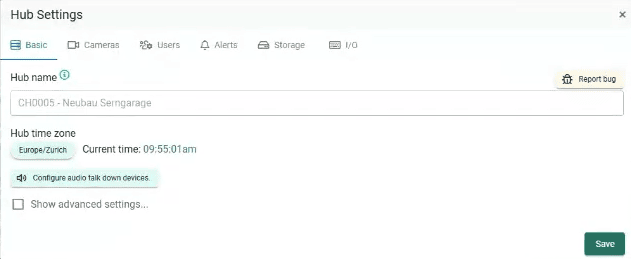 Hub Settings
Basic Cameras Users Alerts Storage I/O
Hub name
Report bug
CH0005 - Neubau Serngarage
Hub time zone
Europe/Zurich Current time: 09:55:01am
Configure audio talk down devices.
Show advanced settings...
Save